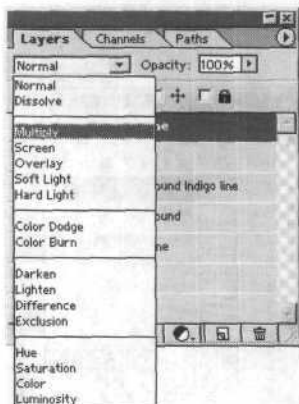 Layers Channels Paths
Normal Opacity: 100%
Normal
Dissolve
Multiply
Screen
Overlay
Soft Light
Hard Light
ound Indigo line
Color Dodge
ound
Color Burn
ne
Darken
Lighten
Difference
Exclusion
Hue
Saturation
Color
Luminosity